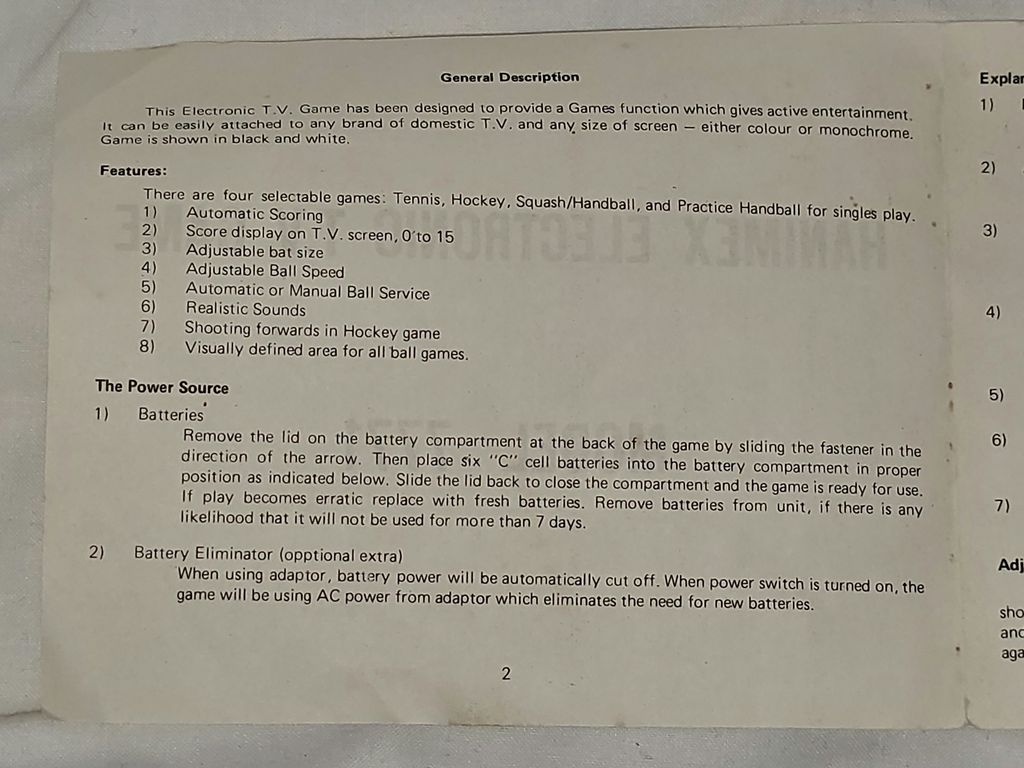 General Description
This Electronic T.V. Game has been designed to provide a Games function which gives active entertainment.
It can be easily attached to any brand of domestic T.V. and any size of screen — either colour or monochrome.
Game is shown in black and white.
Features:
There are four selectable games: Tennis, Hockey, Squash/Handball, and Practice Handball for singles play.
1) Automatic Scoring
2) Score display on T.V. screen, 0 to 15
3) Adjustable bat size
4) Adjustable Ball Speed
5) Automatic or Manual Ball Service
6) Realistic Sounds
7) Shooting forwards in Hockey game
8) Visually defined area for all ball games.
The Power Source
1) Batteries
Remove the lid on the battery compartment at the back of the game by sliding the fastener in the
direction of the arrow. Then place six "C" cell batteries into the battery compartment in proper
position as indicated below. Slide the lid back to close the compartment and the game is ready for use.
If play becomes erratic replace with fresh batteries. Remove batteries from unit, if there is any
likelihood that it will not be used for more than 7 days.
2) Battery Eliminator (opptional extra)
When using adaptor, battery power will be automatically cut off. When power switch is turned on, the
game will be using AC power from adaptor which eliminates the need for new batteries.
2
Explan
1)
2)
3)
4)
5)
6)
7)
Adj
sho
and
aga